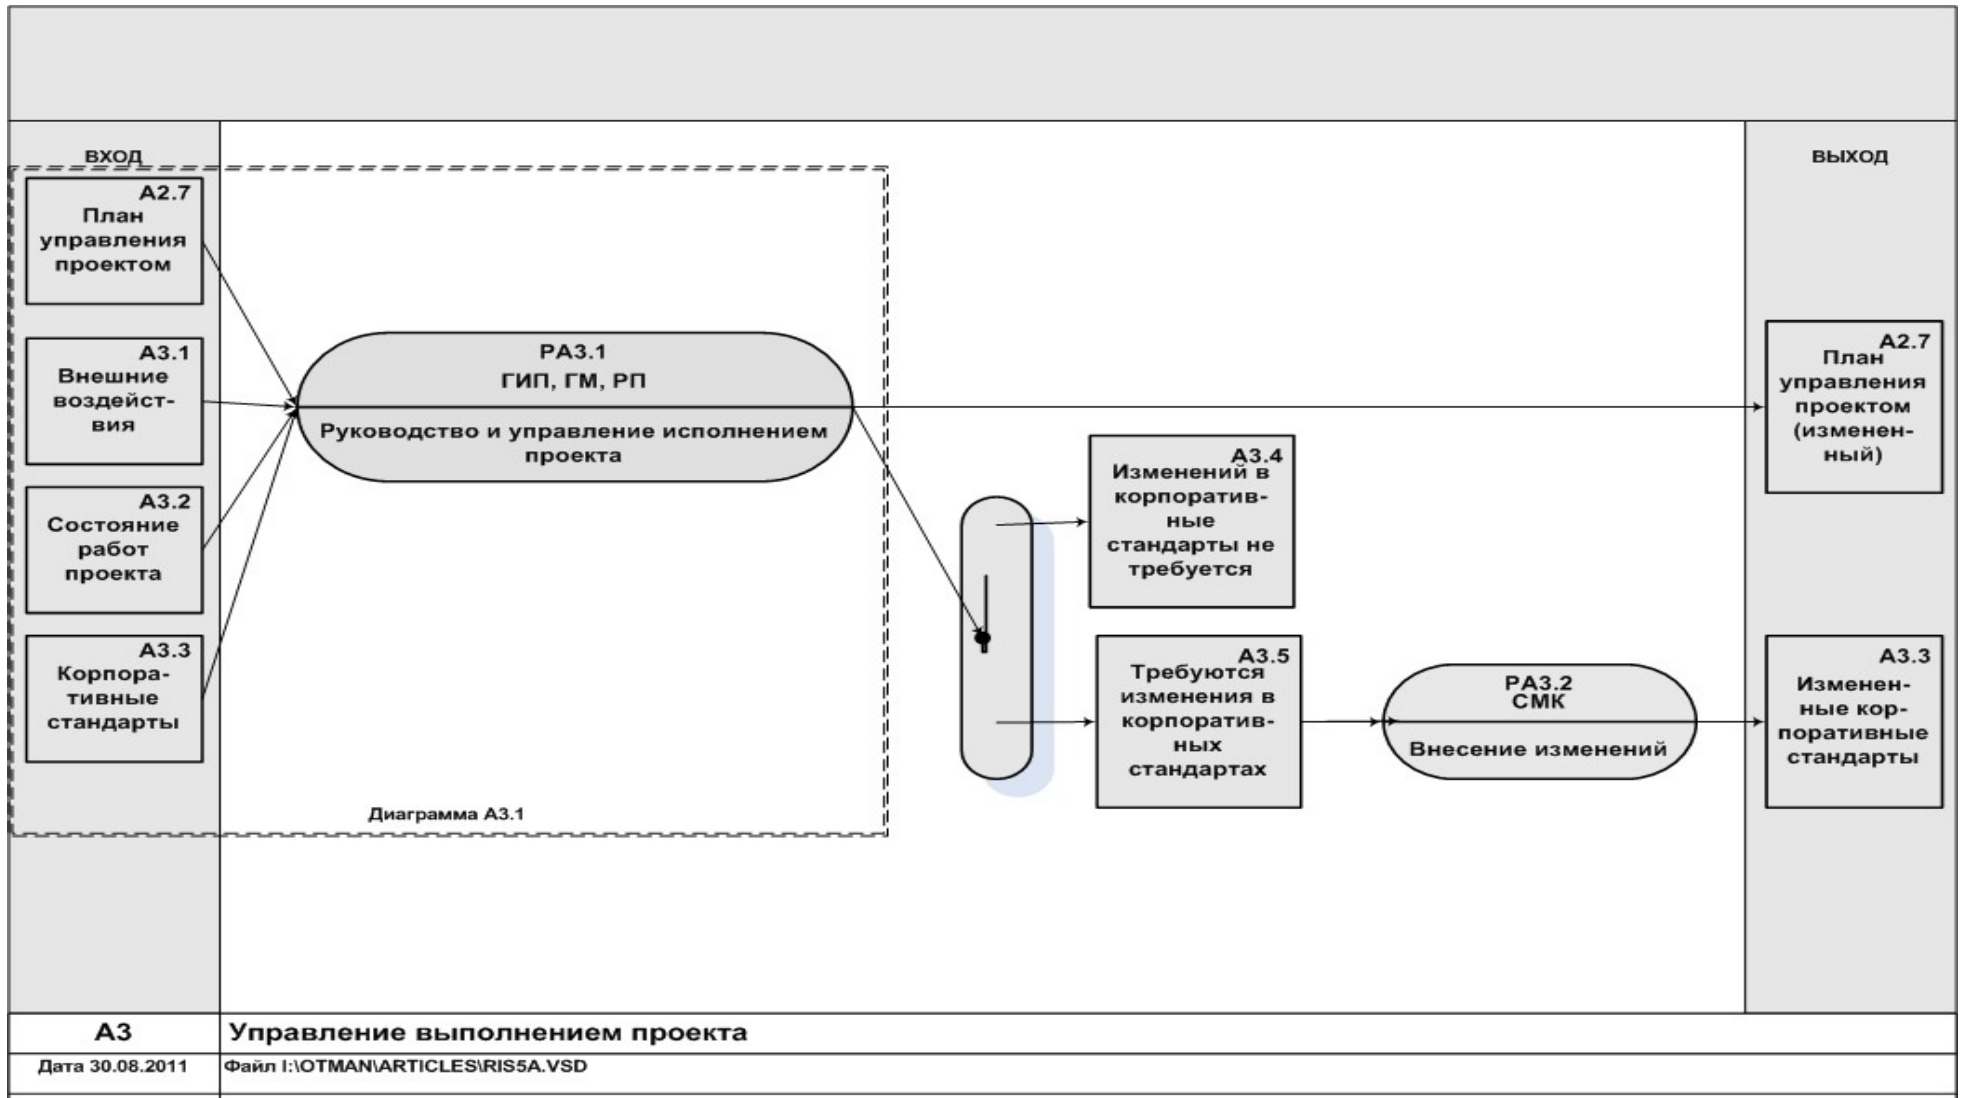 ВХОД
А2.7
План
управления
проектом
А3.1
Внешние
воздейст-
вия
А3.2
Состояние
работ
проекта
А3.3
Корпора-
тивные
стандарты
РА3.1
ГИП, ГМ, РП
Руководство и управление исполнением
проекта
Диаграмма А3.1
А3.4
Изменений в
корпоратив-
ные
стандарты не
требуется
А3.5
Требуются
изменения в
корпоратив-
ных
стандартах
РА3.2
СМК
Внесение изменений
ВЫХОД
А2.7
План
управления
проектом
(изменен-
ный)
А3.3
Изменен-
ные кор-
поративные
стандарты
А3
Управление выполнением проекта
Дата 30.08.2011
Файл I:\OTMAN\ARTICLES\RIS5A.VSD